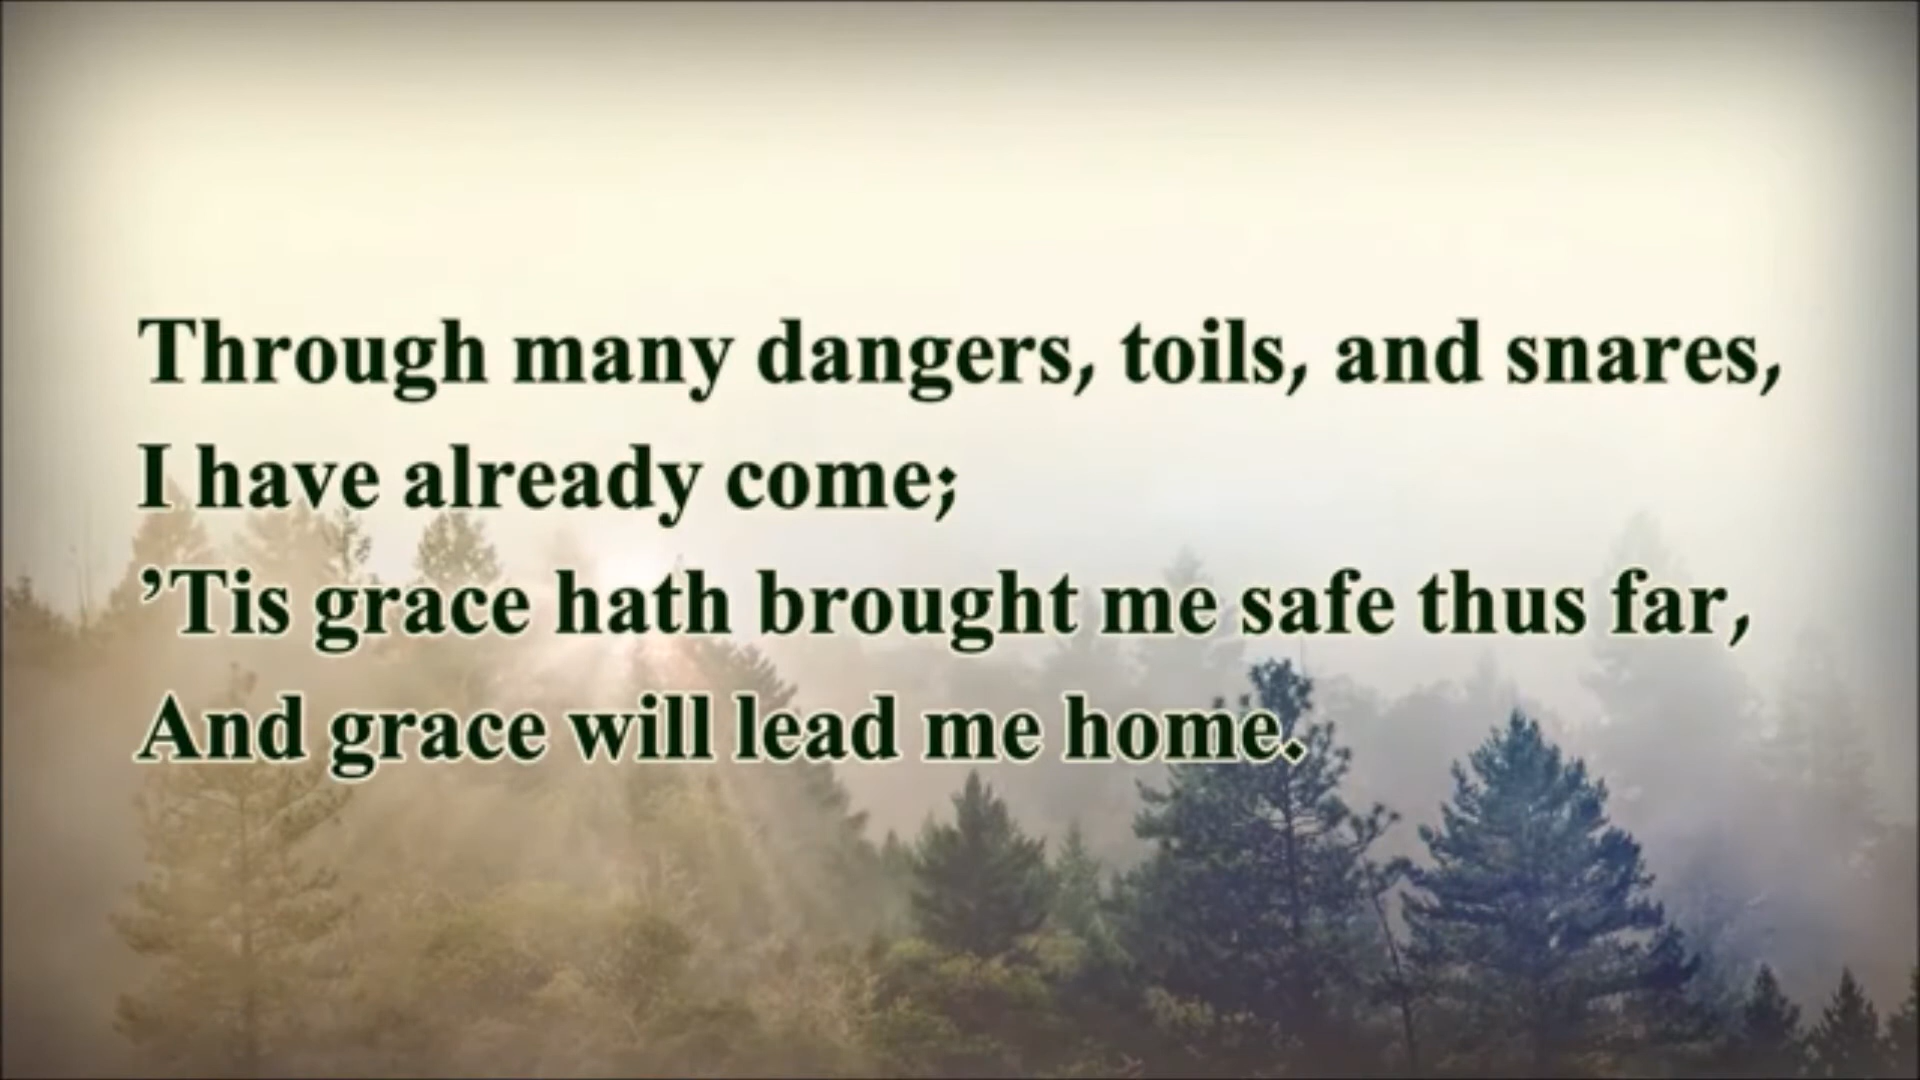 Through many dangers, toils, and snares,
I have already come;
’Tis grace hath brought me safe thus far,
And grace will lead me home.